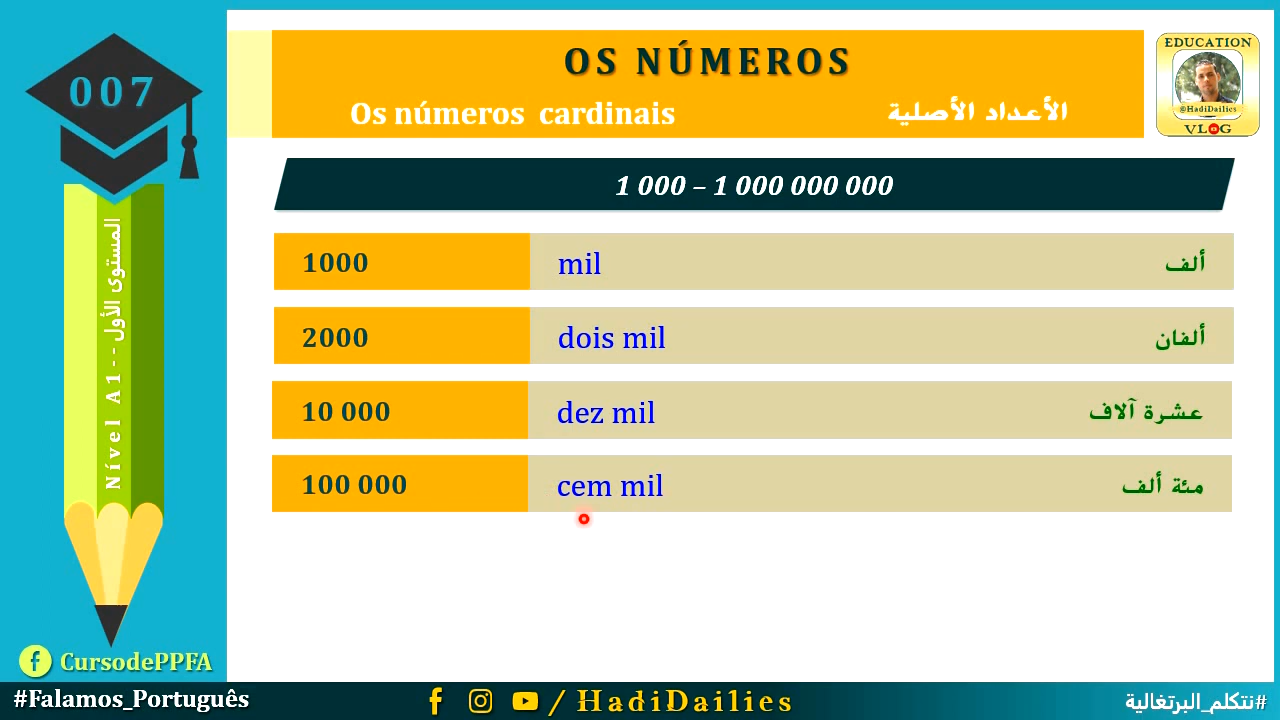 007
OS NÚMEROS
Os números cardinais
الأعداد الأصلية
EDUCATION
@HadiDailies
VLOG
1 000 – 1 000 000 000
1000 mil ألف
2000 dois mil ألفان
10 000 dez mil عشرة آلاف
100 000 cem mil مئة ألف
Nível A1 -- المستوى الأول
CursodePPFA
#Falamos_Português
/ HadiDailies
#نتكلم_البرتغالية